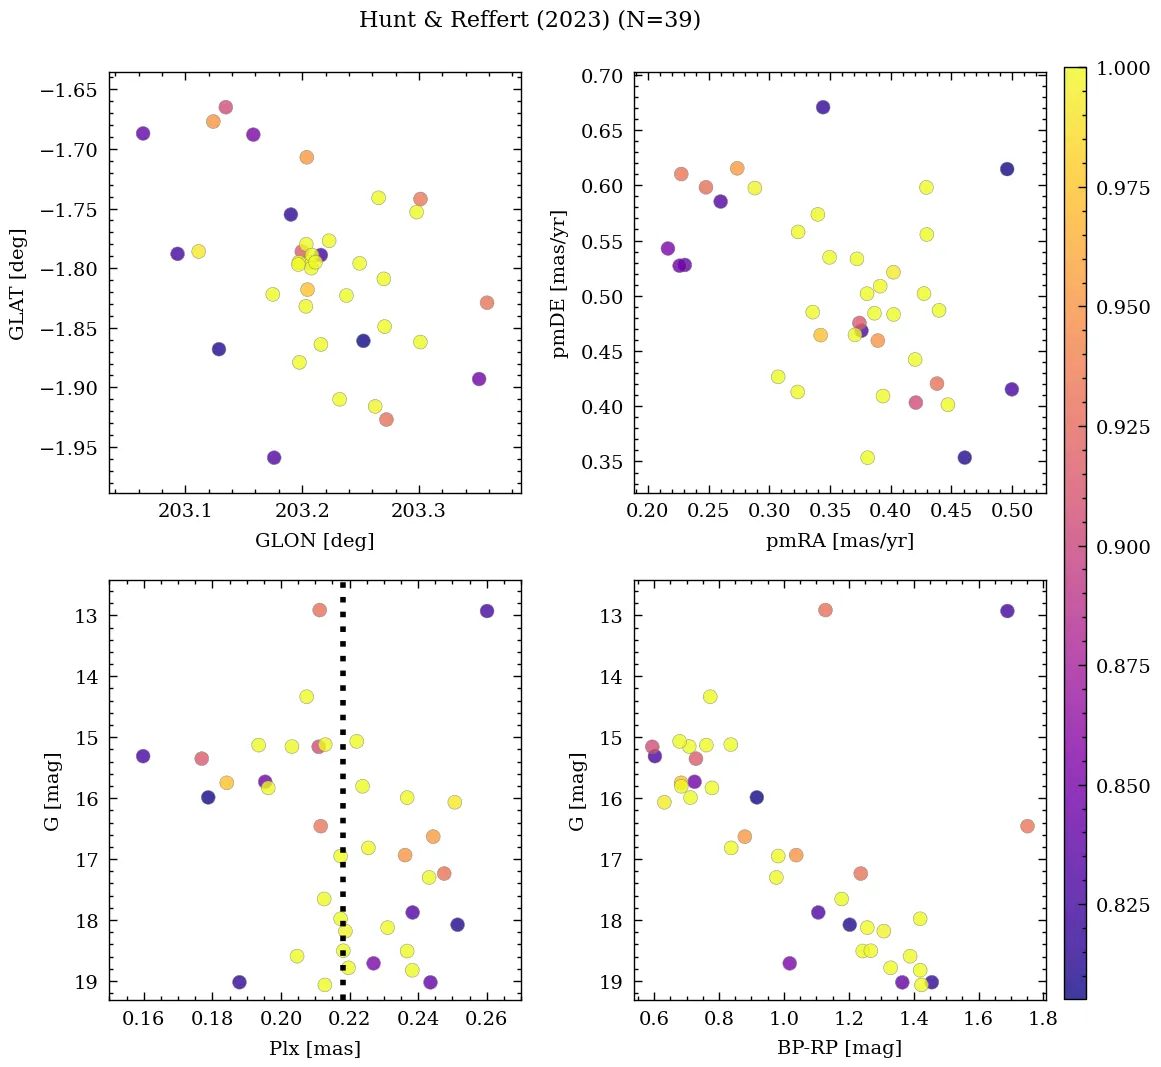 Hunt & Reffert (2023) (N=39)
−1.65
−1.70
−1.75
−1.80
−1.85
−1.90
−1.95
GLAT [deg]
203.1 203.2 203.3
GLON [deg]
0.70
0.65
0.60
0.55
0.50
0.45
0.40
0.35
pmDE [mas/yr]
0.20 0.25 0.30 0.35 0.40 0.45 0.50
pmRA [mas/yr]
13
14
15
16
17
18
19
G [mag]
0.16 0.18 0.20 0.22 0.24 0.26
Plx [mas]
13
14
15
16
17
18
19
G [mag]
0.6 0.8 1.0 1.2 1.4 1.6 1.8
BP-RP [mag]
1.000
0.975
0.950
0.925
0.900
0.875
0.850
0.825